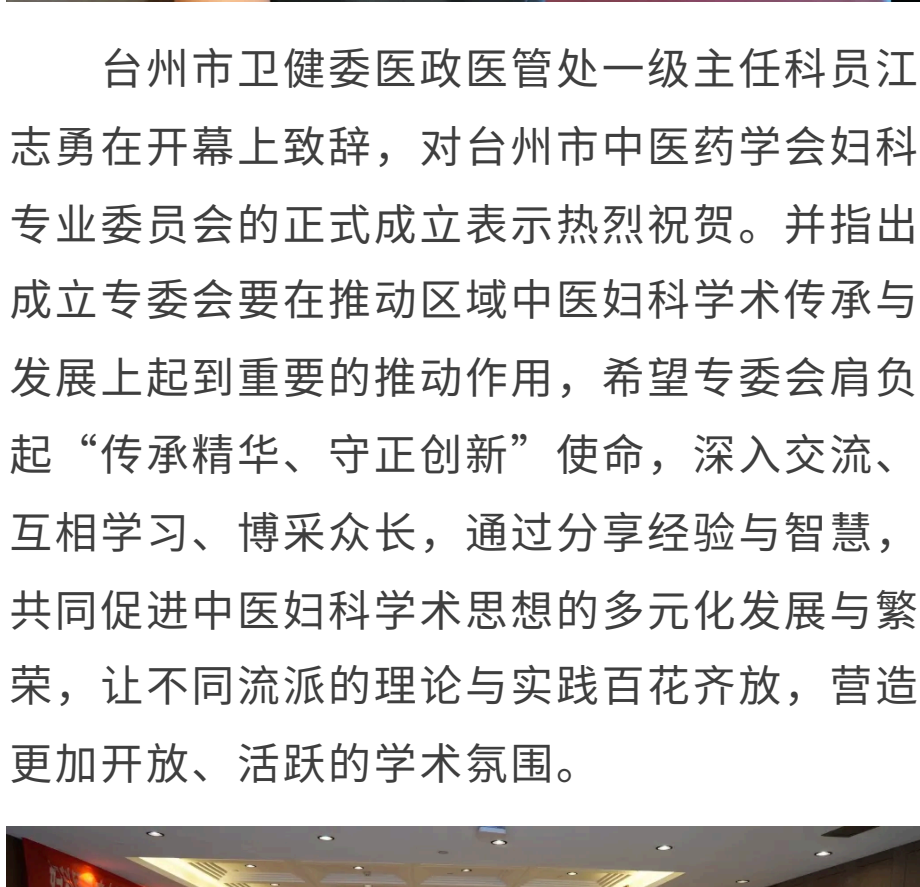 台州市卫健委医政医管处一级主任科员江
志勇在开幕上致辞，对台州市中医药学会妇科
专业委员会的正式成立表示热烈祝贺。并指出
成立专委会要在推动区域中医妇科学术传承与
发展上起到重要的推动作用，希望专委会肩负
起“传承精华、守正创新”使命，深入交流、
互相学习、博采众长，通过分享经验与智慧，
共同促进中医妇科学术思想的多元化发展与繁
荣，让不同流派的理论与实践百花齐放，营造
更加开放、活跃的学术氛围。